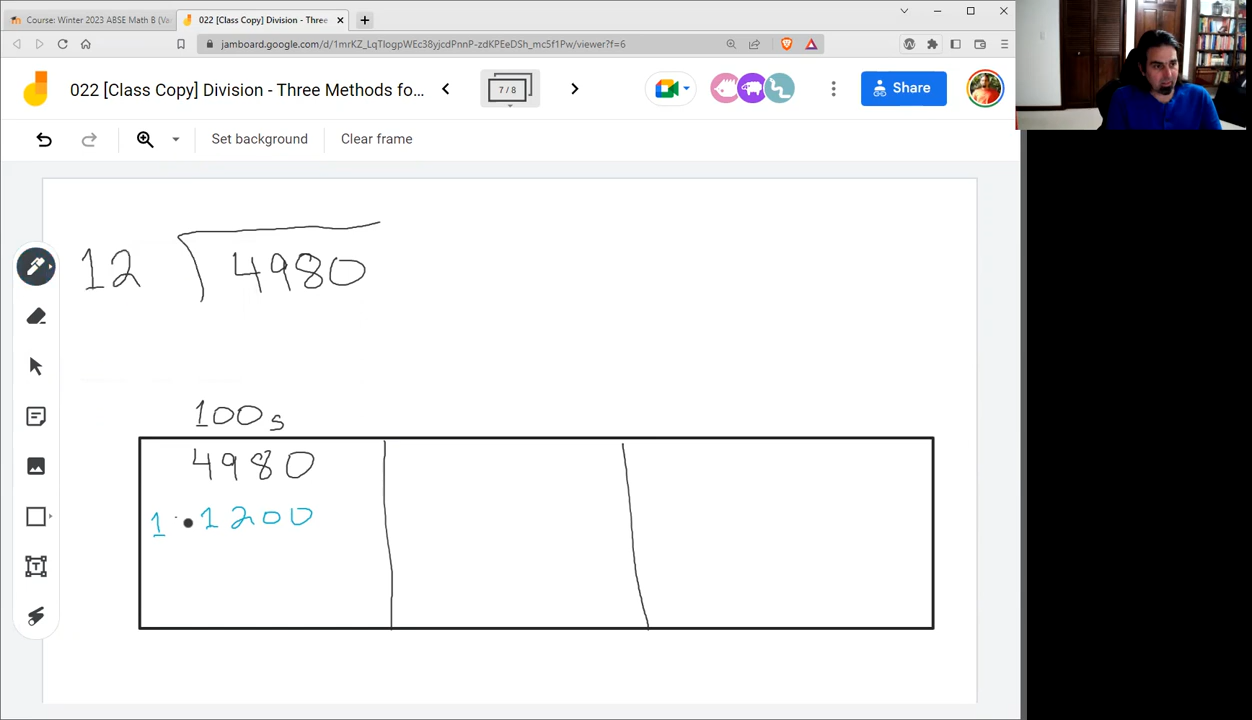 Course: Winter 2023 ABSE Math B (Va
022 [Class Copy] Division - Three
jamboard.google.com/d/1mrKZ_LqTlogpWEc38yjcdPnnP-zdKPEeDSh_mc5f1Pw/viewer?f=6
022 [Class Copy] Division - Three Methods fo...
7 / 8
Share
Set background
Clear frame
12 4980
100s
4980
1 · 1200